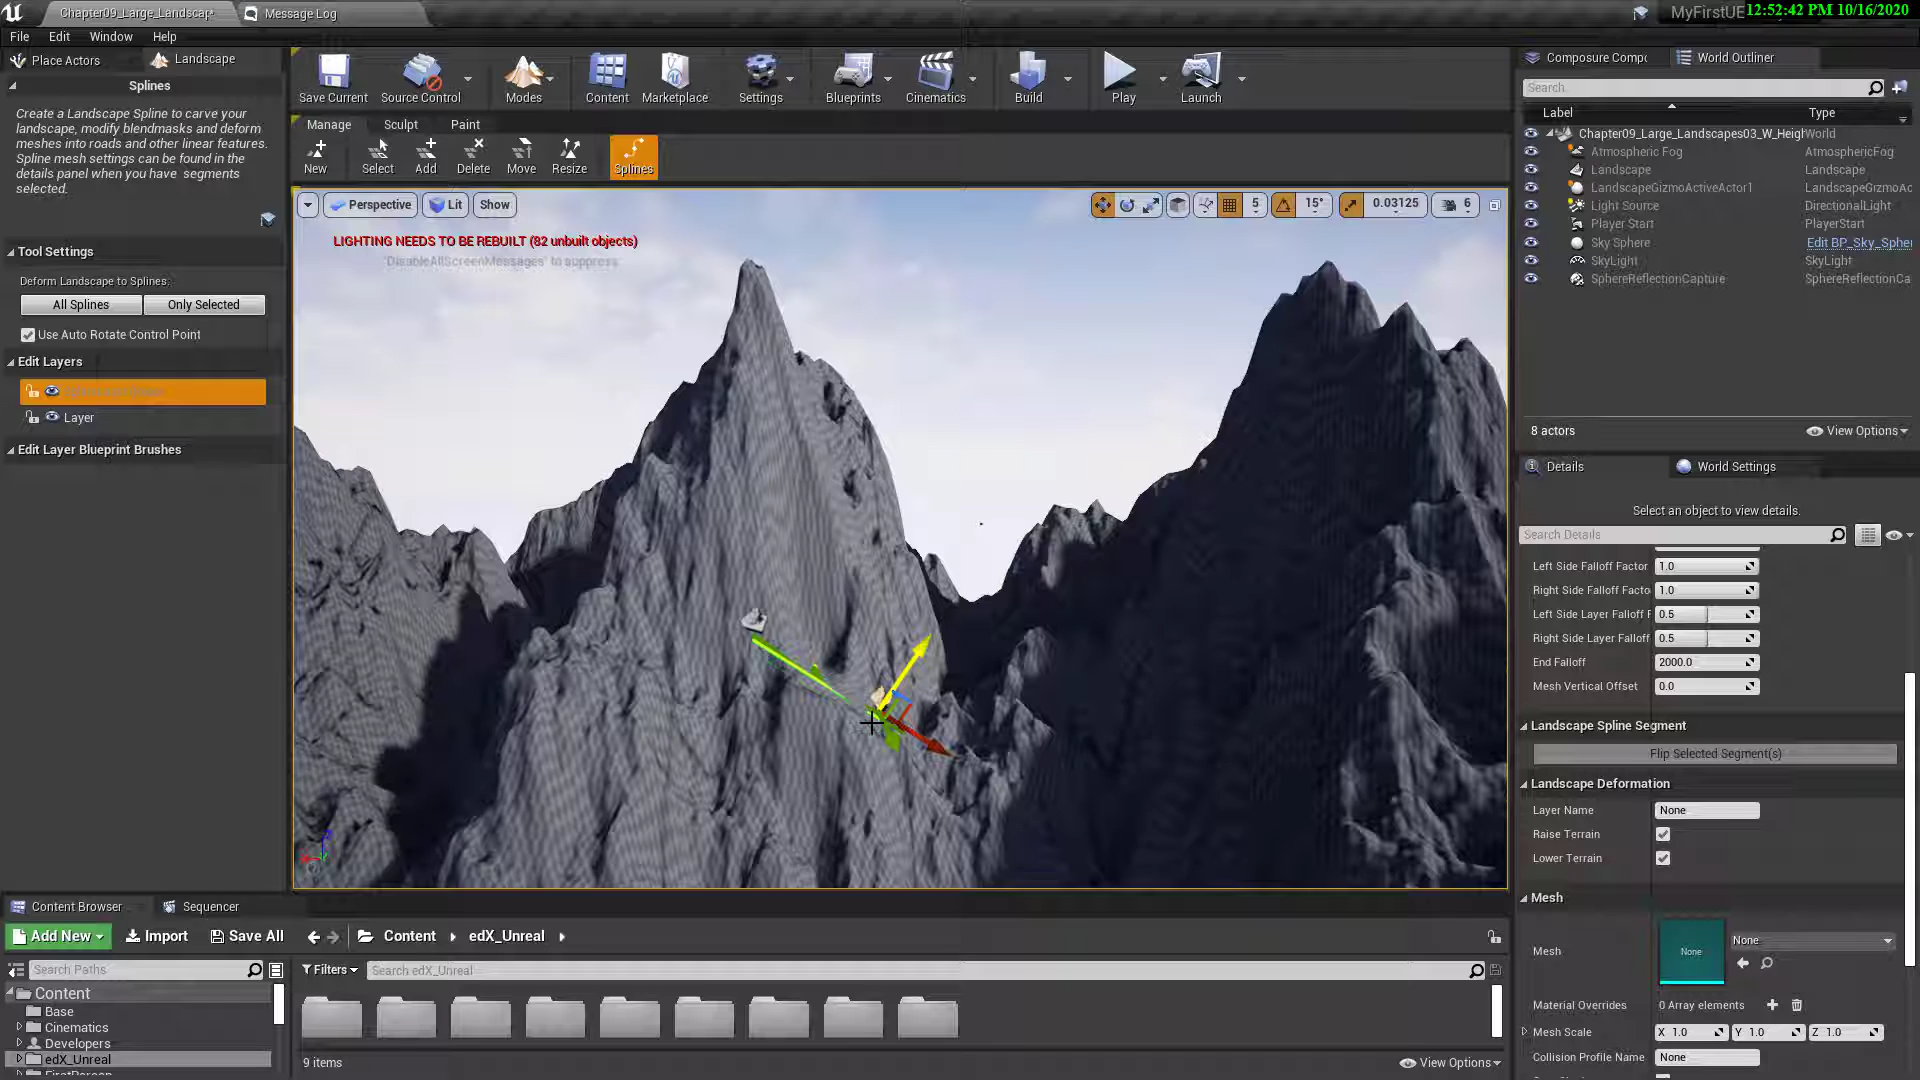 Chapter09_Large_Landscap*
Message Log
MyFirstUE
12:52:42 PM 10/16/2020
File
Edit
Window
Help
Place Actors
Landscape
Splines
Create a Landscape Spline to carve your
landscape, modify blendmasks and deform
meshes into roads and other linear features.
Spline mesh settings can be found in the
details panel when you have segments
selected.
Tool Settings
Deform Landscape to Splines:
All Splines
Only Selected
Use Auto Rotate Control Point
Edit Layers
Layer
Edit Layer Blueprint Brushes
Save Current
Source Control
Modes
Content
Marketplace
Settings
Blueprints
Cinematics
Build
Play
Launch
Manage
Sculpt
Paint
New
Select
Add
Delete
Move
Resize
Splines
Perspective
Lit
Show
5
15°
0.03125
6
LIGHTING NEEDS TO BE REBUILT (82 unbuilt objects)
'DisableAllScreenMessages' to suppress
Composure Compo
World Outliner
Search...
Label
Type
Chapter09_Large_Landscapes03_W_Heigh
World
Atmospheric Fog
AtmosphericFog
Landscape
Landscape
LandscapeGizmoActiveActor1
LandscapeGizmoAc
Light Source
DirectionalLight
Player Start
PlayerStart
Sky Sphere
Edit BP_Sky_Spher
SkyLight
SkyLight
SphereReflectionCapture
SphereReflectionCa
8 actors
View Options
Details
World Settings
Select an object to view details.
Search Details
Left Side Falloff Factor
1.0
Right Side Falloff Facto
1.0
Left Side Layer Falloff F
0.5
Right Side Layer Falloff
0.5
End Falloff
2000.0
Mesh Vertical Offset
0.0
Landscape Spline Segment
Flip Selected Segment(s)
Landscape Deformation
Layer Name
None
Raise Terrain
Lower Terrain
Mesh
Mesh
None
None
Material Overrides
0 Array elements
Mesh Scale
X 1.0
Y 1.0
Z 1.0
Collision Profile Name
None
Content Browser
Sequencer
Add New
Import
Save All
Content
edX_Unreal
Search Paths
Filters
Search edX_Unreal
Content
Base
Cinematics
Developers
edX_Unreal
FirstPerson
9 items
View Options